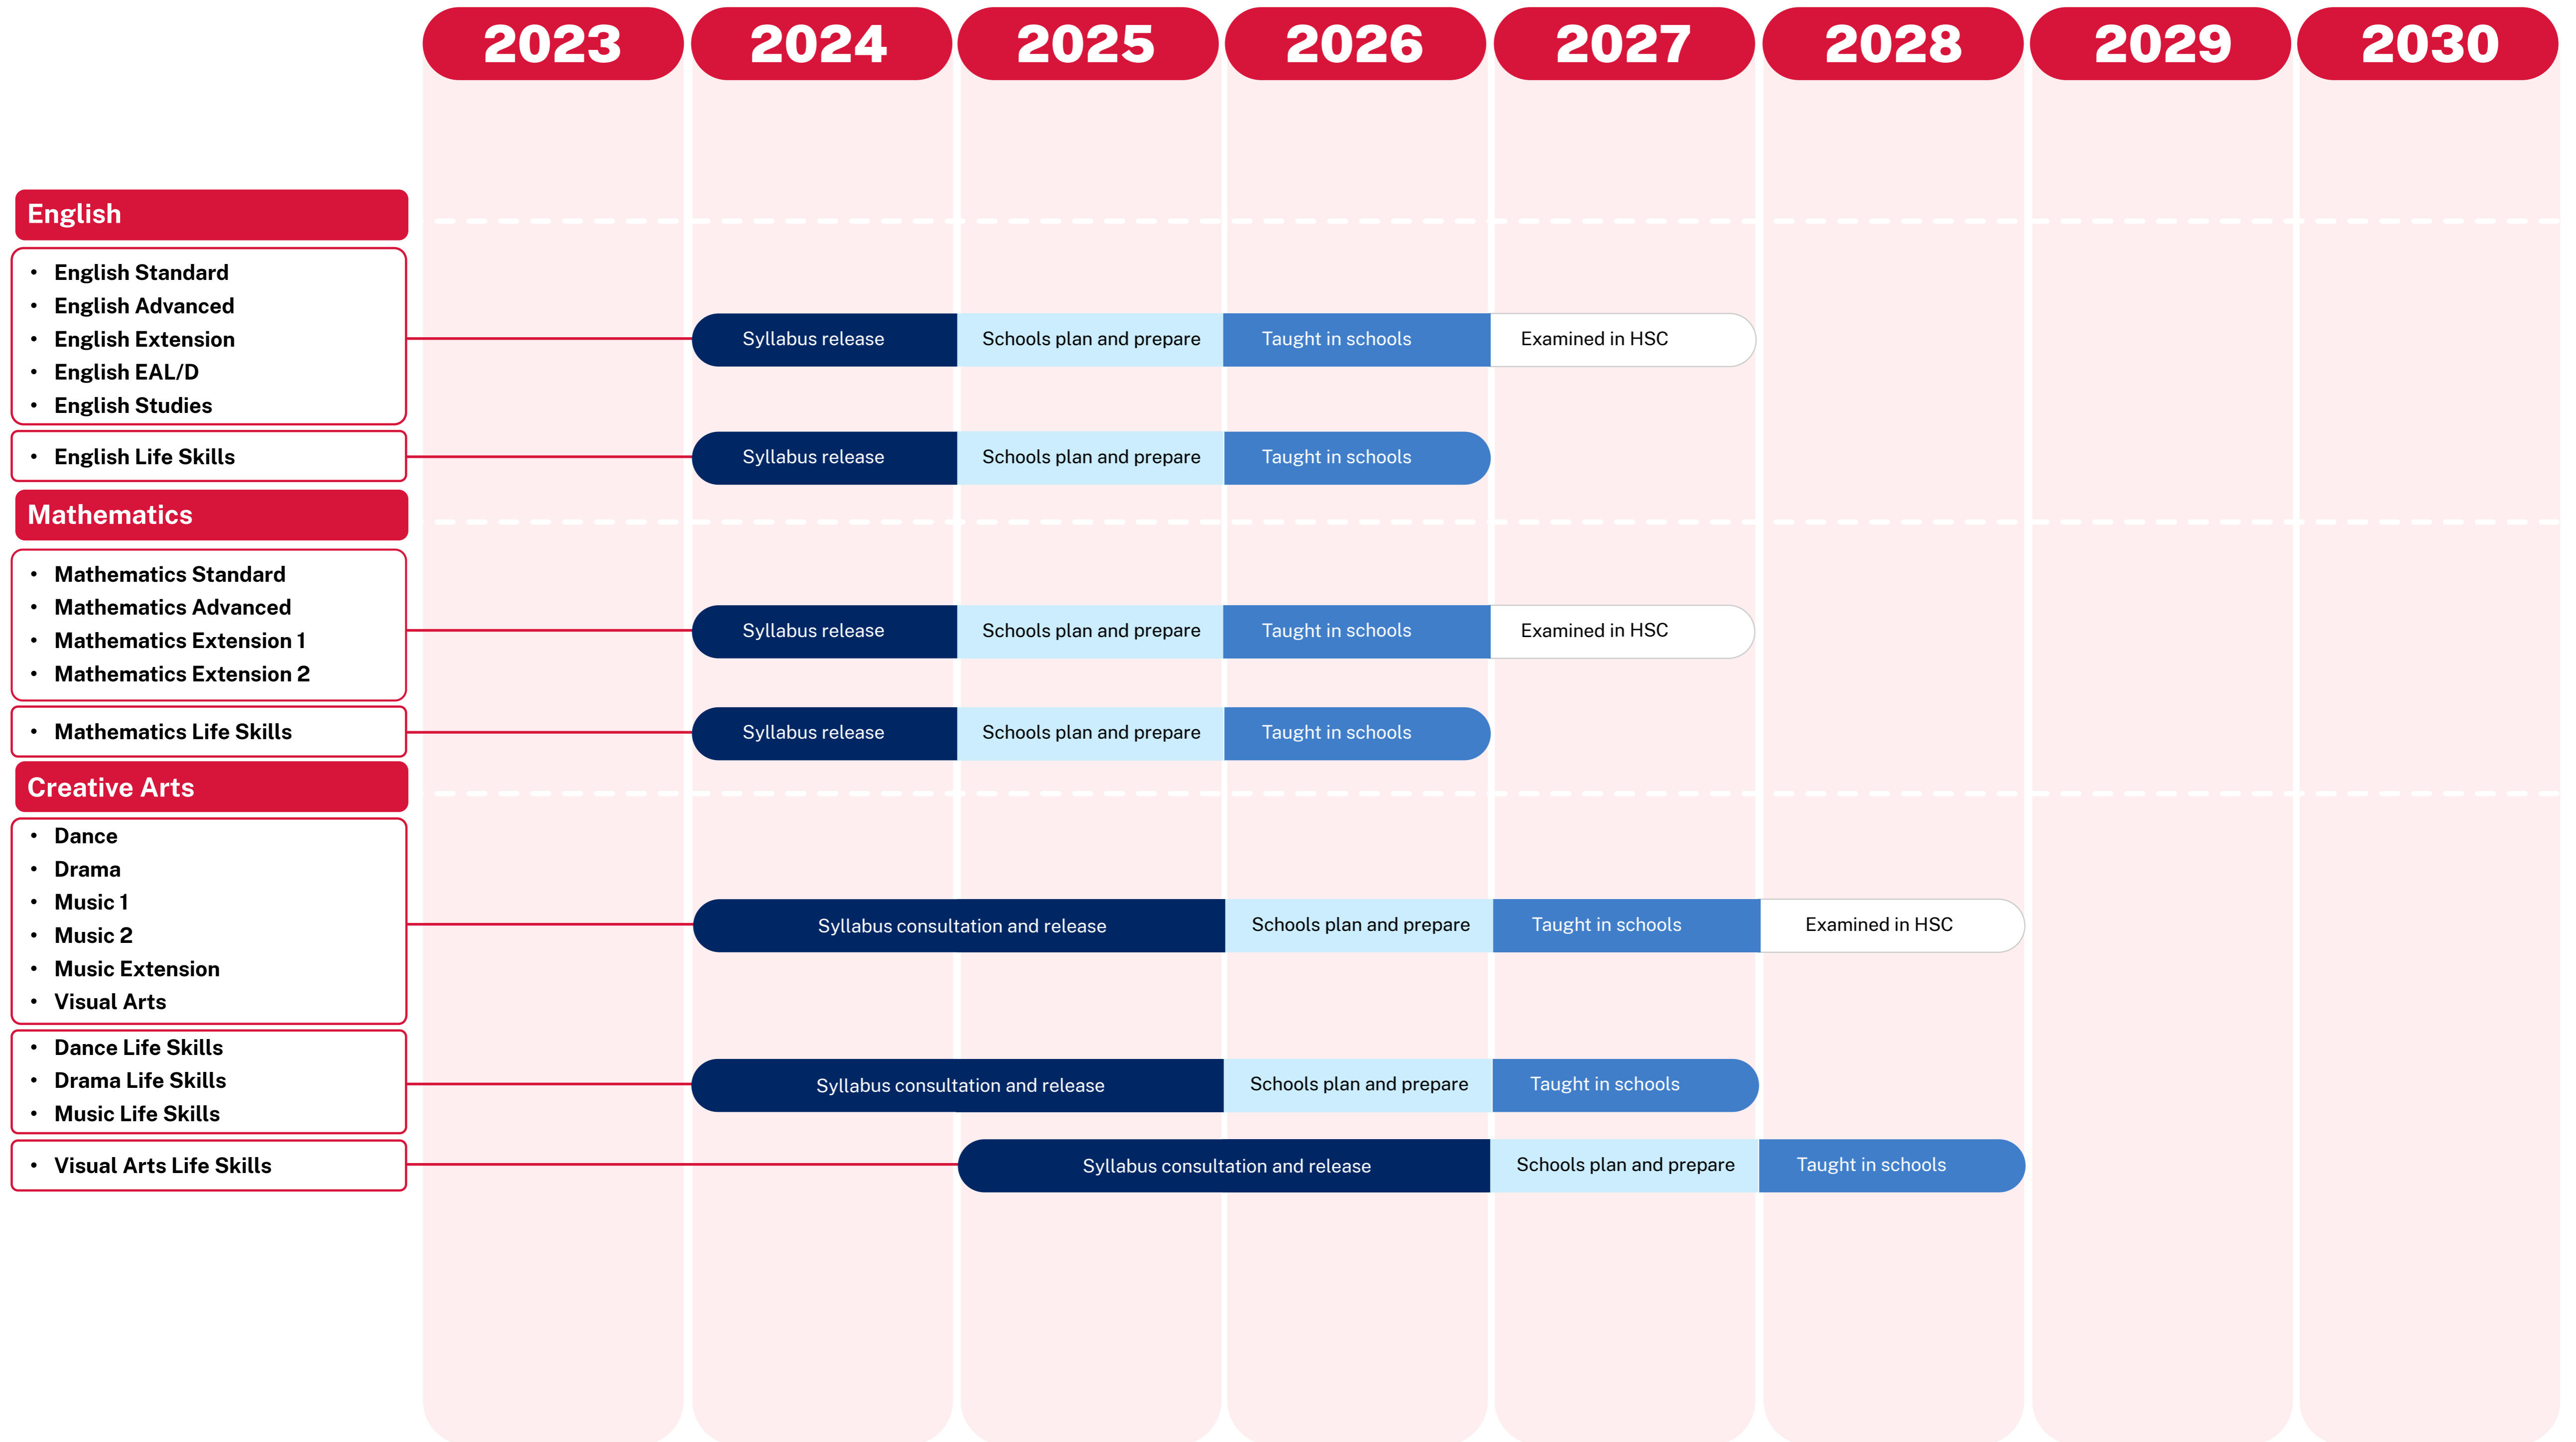 2023 2024 2025 2026 2027 2028 2029 2030
English
• English Standard
• English Advanced
• English Extension
• English EAL/D
• English Studies
Syllabus release Schools plan and prepare Taught in schools Examined in HSC
• English Life Skills
Syllabus release Schools plan and prepare Taught in schools
Mathematics
• Mathematics Standard
• Mathematics Advanced
• Mathematics Extension 1
• Mathematics Extension 2
Syllabus release Schools plan and prepare Taught in schools Examined in HSC
• Mathematics Life Skills
Syllabus release Schools plan and prepare Taught in schools
Creative Arts
• Dance
• Drama
• Music 1
• Music 2
• Music Extension
• Visual Arts
Syllabus consultation and release Schools plan and prepare Taught in schools Examined in HSC
• Dance Life Skills
• Drama Life Skills
• Music Life Skills
Syllabus consultation and release Schools plan and prepare Taught in schools
• Visual Arts Life Skills
Syllabus consultation and release Schools plan and prepare Taught in schools